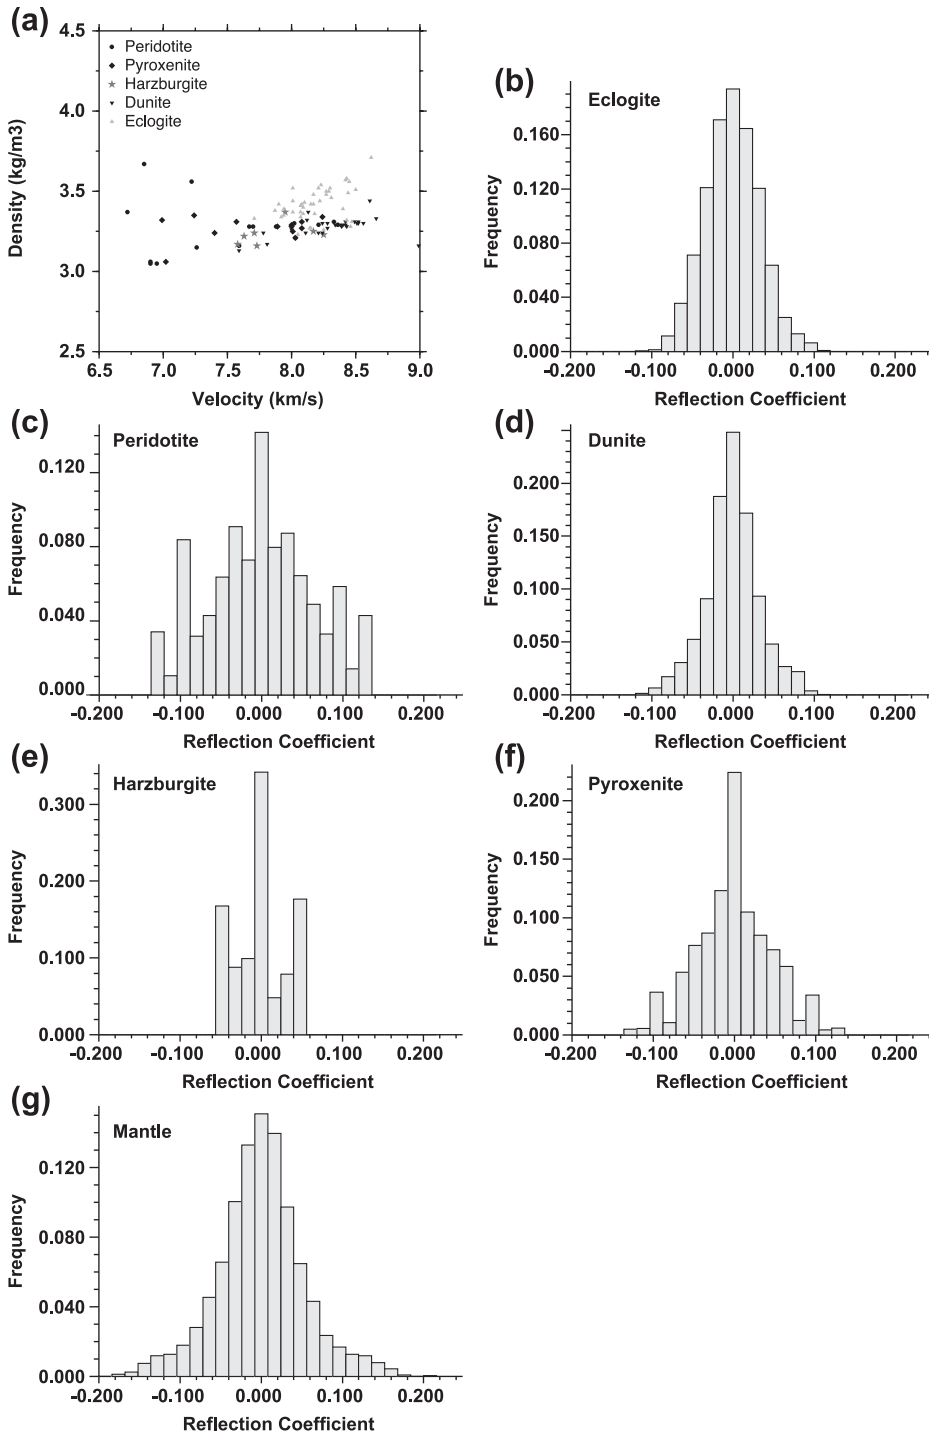 (a)
4.5
4.0
3.5
3.0
2.5
Density (kg/m3)
Peridotite
Pyroxenite
Harzburgite
Dunite
Eclogite
6.5 7.0 7.5 8.0 8.5 9.0
Velocity (km/s)
(b)
Eclogite
0.160
0.120
0.080
0.040
0.000
Frequency
-0.200 -0.100 0.000 0.100 0.200
Reflection Coefficient
(c)
Peridotite
0.120
0.080
0.040
0.000
Frequency
-0.200 -0.100 0.000 0.100 0.200
Reflection Coefficient
(d)
Dunite
0.200
0.150
0.100
0.050
0.000
Frequency
-0.200 -0.100 0.000 0.100 0.200
Reflection Coefficient
(e)
Harzburgite
0.300
0.200
0.100
0.000
Frequency
-0.200 -0.100 0.000 0.100 0.200
Reflection Coefficient
(f)
Pyroxenite
0.200
0.150
0.100
0.050
0.000
Frequency
-0.200 -0.100 0.000 0.100 0.200
Reflection Coefficient
(g)
Mantle
0.120
0.080
0.040
0.000
Frequency
-0.200 -0.100 0.000 0.100 0.200
Reflection Coefficient